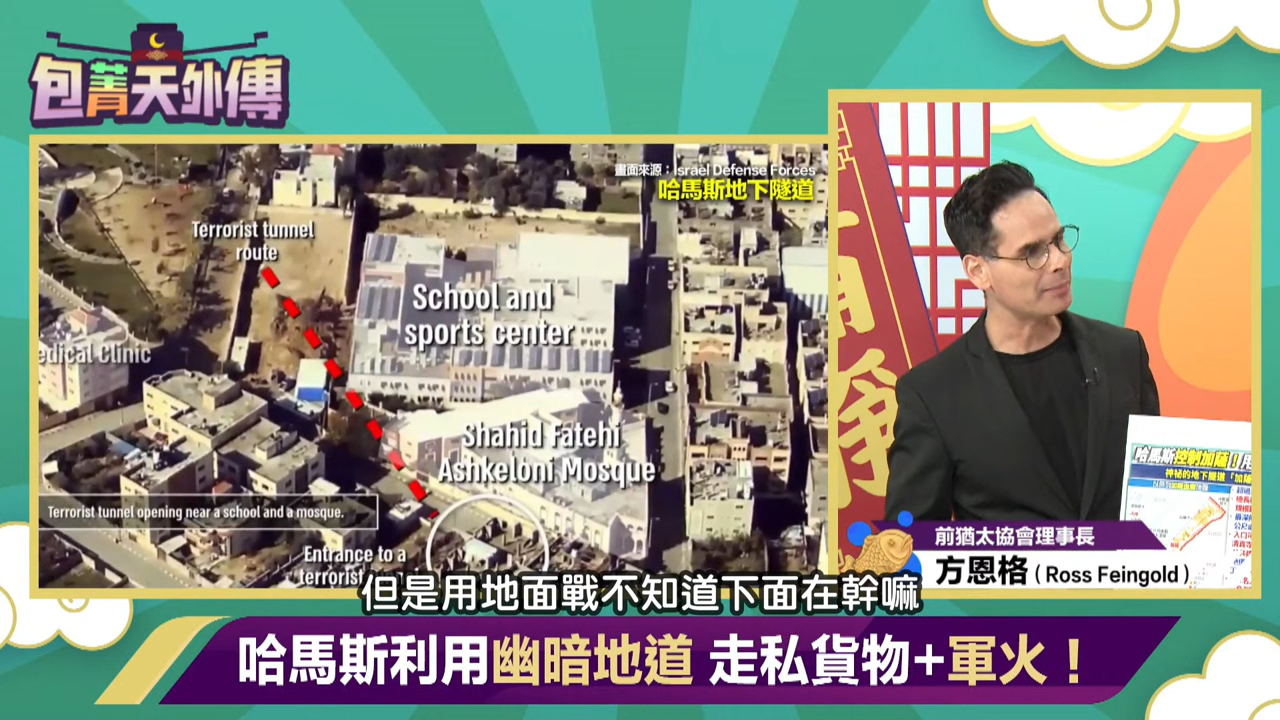 包菁天外傳
畫面來源：Israel Defense Forces
哈馬斯地下隧道
Terrorist tunnel
route
School and
sports center
edical Clinic
Shahid Fatehi
Ashkeloni Mosque
Terrorist tunnel opening near a school and a mosque.
Entrance to a
terrorist
哈馬斯控制加薩！用
神秘的地下隧道「加
前猶太協會理事長
方恩格（Ross Feingold）
但是用地面戰不知道下面在幹嘛
哈馬斯利用幽暗地道 走私貨物+軍火！